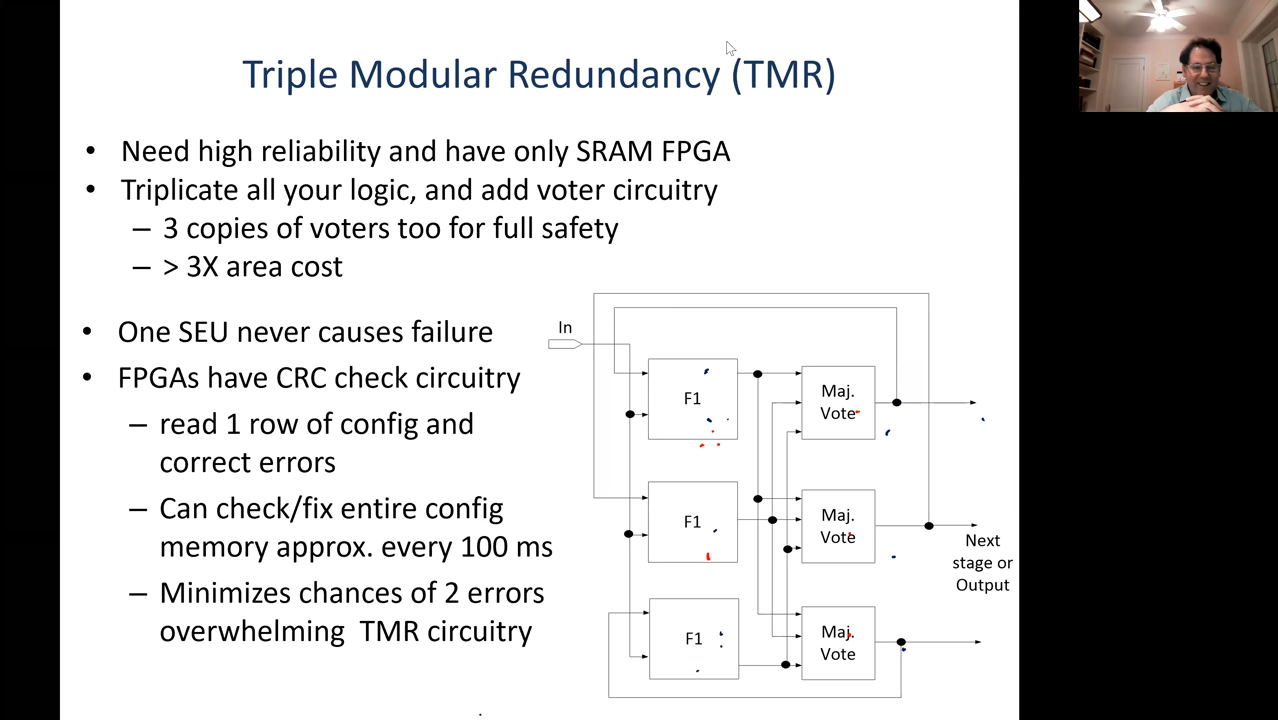 Triple Modular Redundancy (TMR)
• Need high reliability and have only SRAM FPGA
• Triplicate all your logic, and add voter circuitry
– 3 copies of voters too for full safety
– > 3X area cost
• One SEU never causes failure
• FPGAs have CRC check circuitry
– read 1 row of config and
correct errors
– Can check/fix entire config
memory approx. every 100 ms
– Minimizes chances of 2 errors
overwhelming TMR circuitry
In
F1
Maj.
Vote
F1
Maj.
Vote
Next
stage or
Output
F1
Maj.
Vote